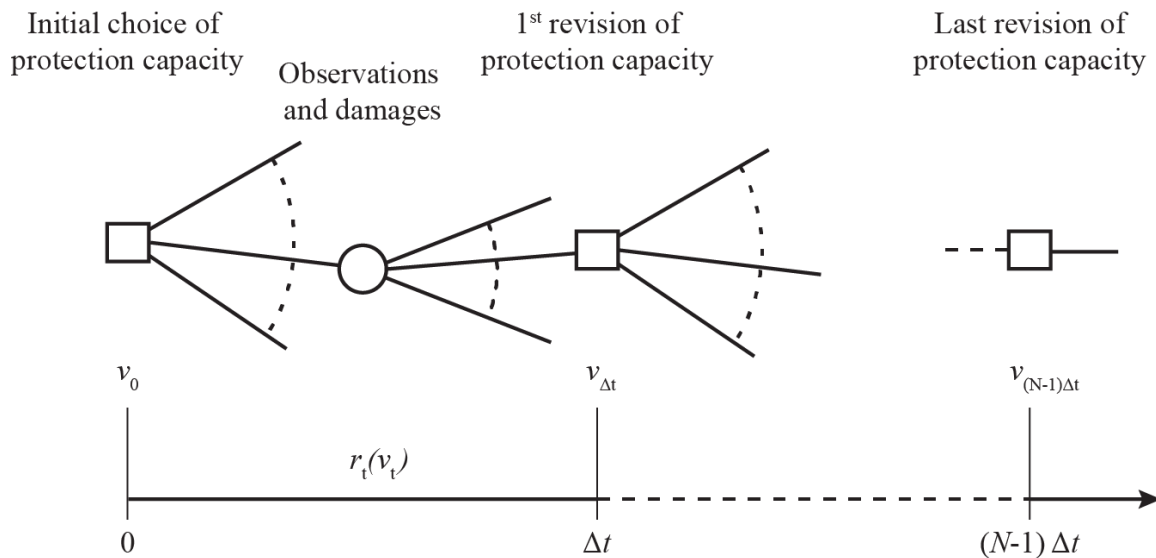 Initial choice of
protection capacity
Observations
and damages
1st revision of
protection capacity
Last revision of
protection capacity
v0
vΔt
v(N-1)Δt
rt(vt)
0
Δt
(N-1) Δt